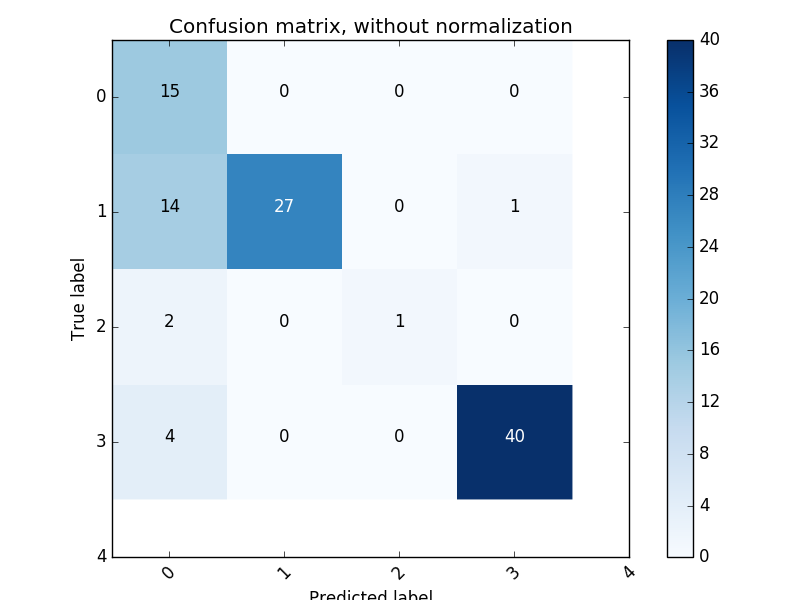 Confusion matrix, without normalization
0 15 0 0 0
1 14 27 0 1
2 2 0 1 0
3 4 0 0 40
4
0 1 2 3 4
True label
Predicted label
40
36
32
28
24
20
16
12
8
4
0